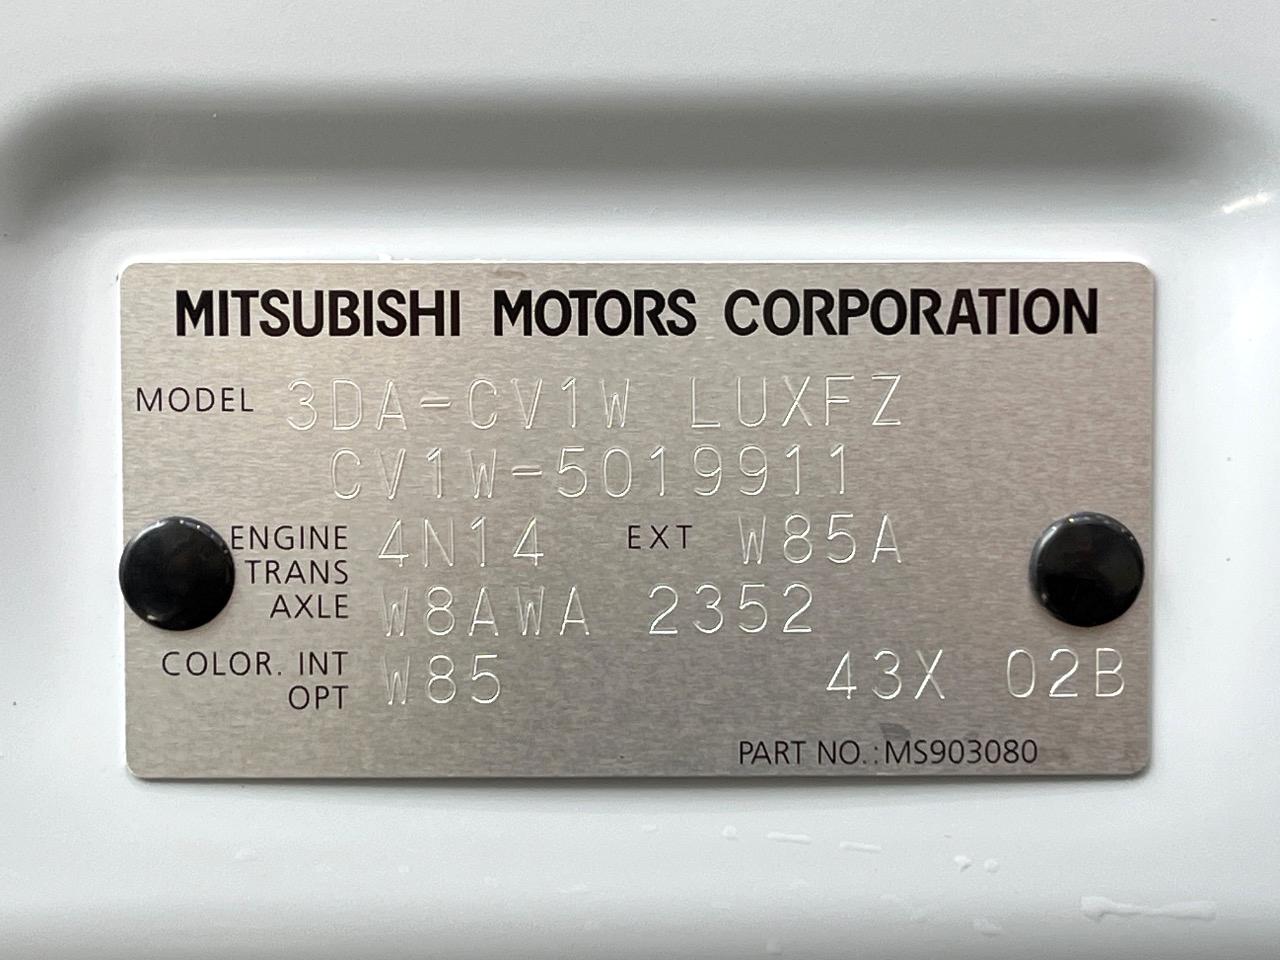 MITSUBISHI MOTORS CORPORATION
MODEL 3DA-CV1W LUXFZ
CV1W-5019911
ENGINE 4N14 EXT W85A
TRANS
AXLE W8AWA 2352
COLOR. INT W85 43X 02B
OPT
PART NO.:MS903080